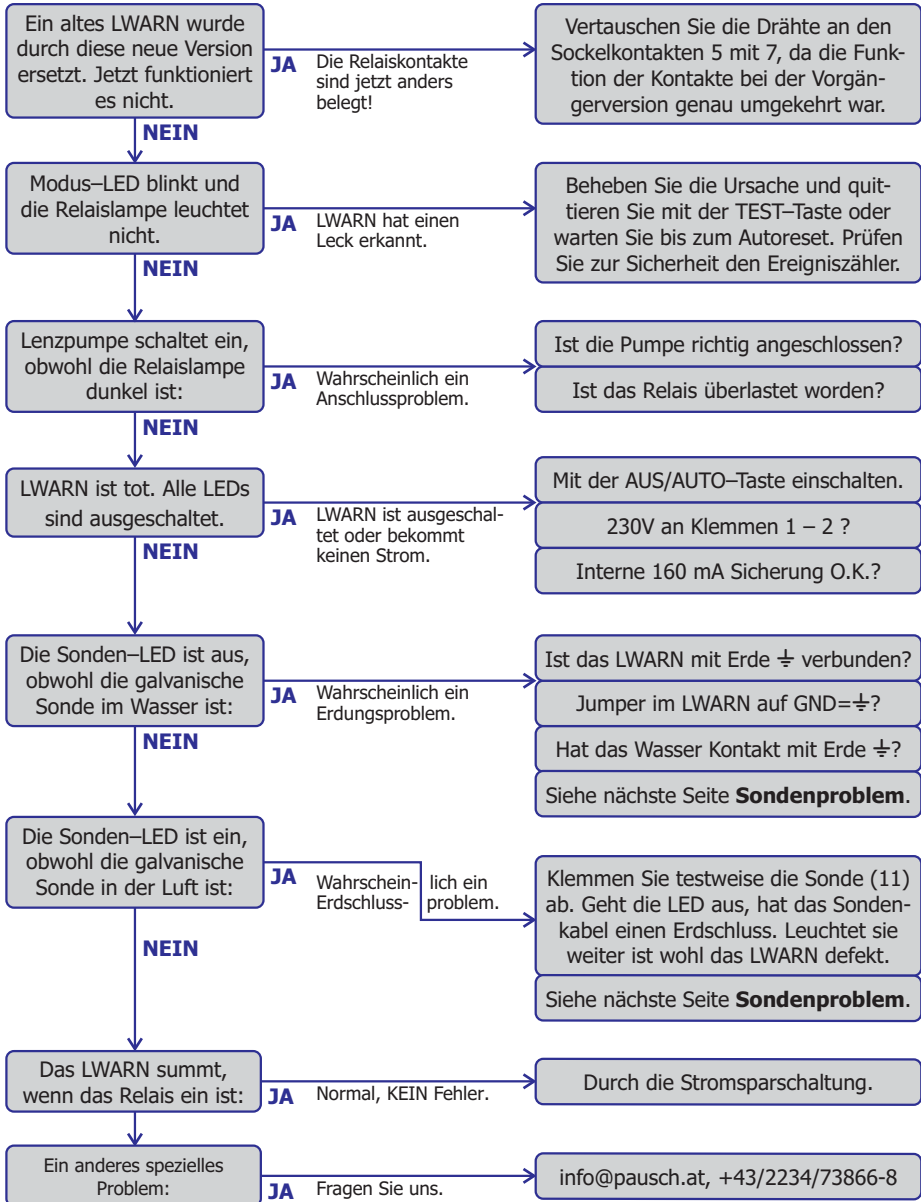 Ein altes LWARN wurde
durch diese neue Version
ersetzt. Jetzt funktioniert
es nicht.
JA
Die Relaiskontakte
sind jetzt anders
belegt!
Vertauschen Sie die Drähte an den
Sockelkontakten 5 mit 7, da die Funk-
tion der Kontakte bei der Vorgän-
gerversion genau umgekehrt war.
NEIN
Modus–LED blinkt und
die Relaislampe leuchtet
nicht.
JA
LWARN hat einen
Leck erkannt.
Beheben Sie die Ursache und quit-
tieren Sie mit der TEST–Taste oder
warten Sie bis zum Autoreset. Prüfen
Sie zur Sicherheit den Ereigniszähler.
NEIN
Lenzpumpe schaltet ein,
obwohl die Relaislampe
dunkel ist:
JA
Wahrscheinlich ein
Anschlussproblem.
Ist die Pumpe richtig angeschlossen?
Ist das Relais überlastet worden?
NEIN
LWARN ist tot. Alle LEDs
sind ausgeschaltet.
JA
LWARN ist ausgeschal-
tet oder bekommt
keinen Strom.
Mit der AUS/AUTO–Taste einschalten.
230V an Klemmen 1 – 2 ?
Interne 160 mA Sicherung O.K.?
NEIN
Die Sonden–LED ist aus,
obwohl die galvanische
Sonde im Wasser ist:
JA
Wahrscheinlich ein
Erdungsproblem.
Ist das LWARN mit Erde ⏚ verbunden?
Jumper im LWARN auf GND=⏚?
Hat das Wasser Kontakt mit Erde ⏚?
Siehe nächste Seite Sondenproblem.
NEIN
Die Sonden–LED ist ein,
obwohl die galvanische
Sonde in der Luft ist:
JA
Wahrschein- lich ein
Erdschluss- problem.
Klemmen Sie testweise die Sonde (11)
ab. Geht die LED aus, hat das Sonden-
kabel einen Erdschluss. Leuchtet sie
weiter ist wohl das LWARN defekt.
Siehe nächste Seite Sondenproblem.
NEIN
Das LWARN summt,
wenn das Relais ein ist:
JA
Normal, KEIN Fehler.
Durch die Stromsparschaltung.
Ein anderes spezielles
Problem:
JA
Fragen Sie uns.
info@pausch.at, +43/2234/73866-8